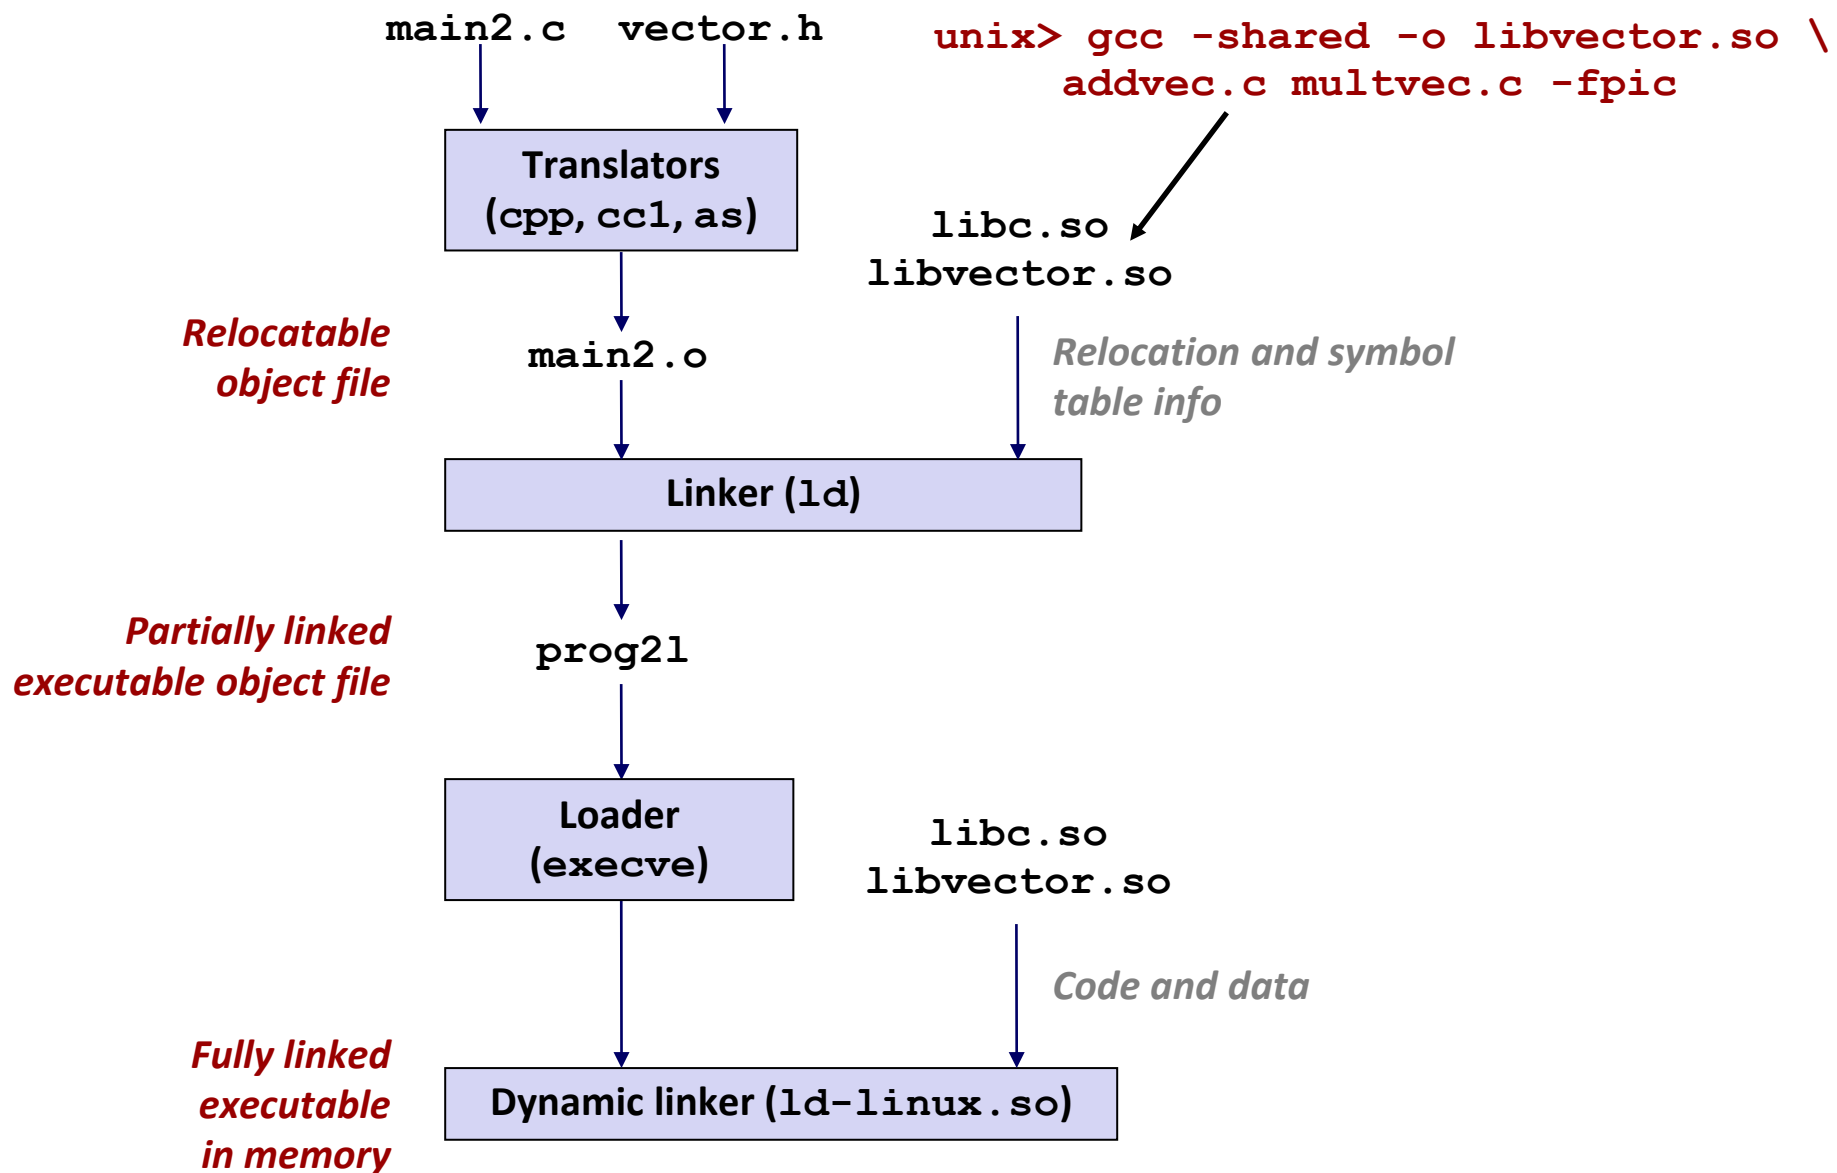 main2.c vector.h
unix> gcc -shared -o libvector.so \
addvec.c multvec.c -fpic
Translators
(cpp, cc1, as)
libc.so
libvector.so
Relocatable
object file
main2.o
Relocation and symbol
table info
Linker (ld)
Partially linked
executable object file
prog2l
Loader
(execve)
libc.so
libvector.so
Code and data
Fully linked
executable
in memory
Dynamic linker (ld-linux.so)